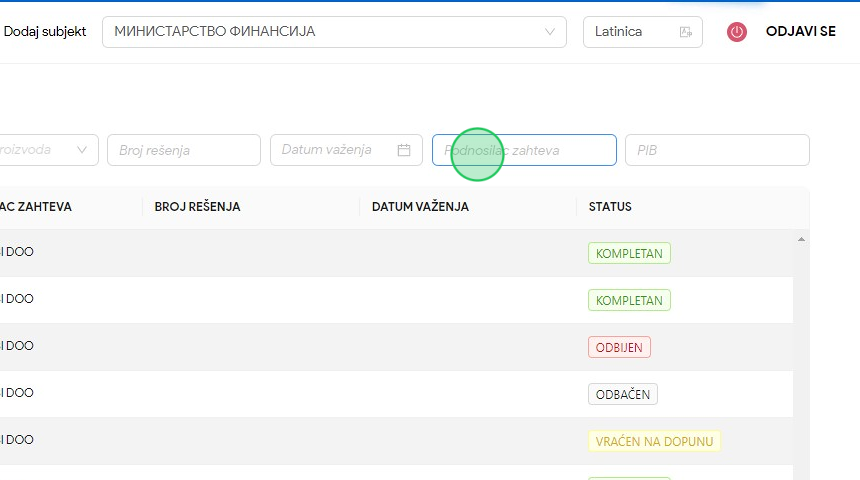 Dodaj subjekt МИНИСТАРСТВО ФИНАНСИЈА Latinica ODJAVI SE
roizvoda Broj rešenja Datum važenja Podnosilac zahteva PIB
AC ZAHTEVA BROJ REŠENJA DATUM VAŽENJA STATUS
I DOO KOMPLETAN
I DOO KOMPLETAN
I DOO ODBIJEN
I DOO ODBAČEN
I DOO VRAĆEN NA DOPUNU